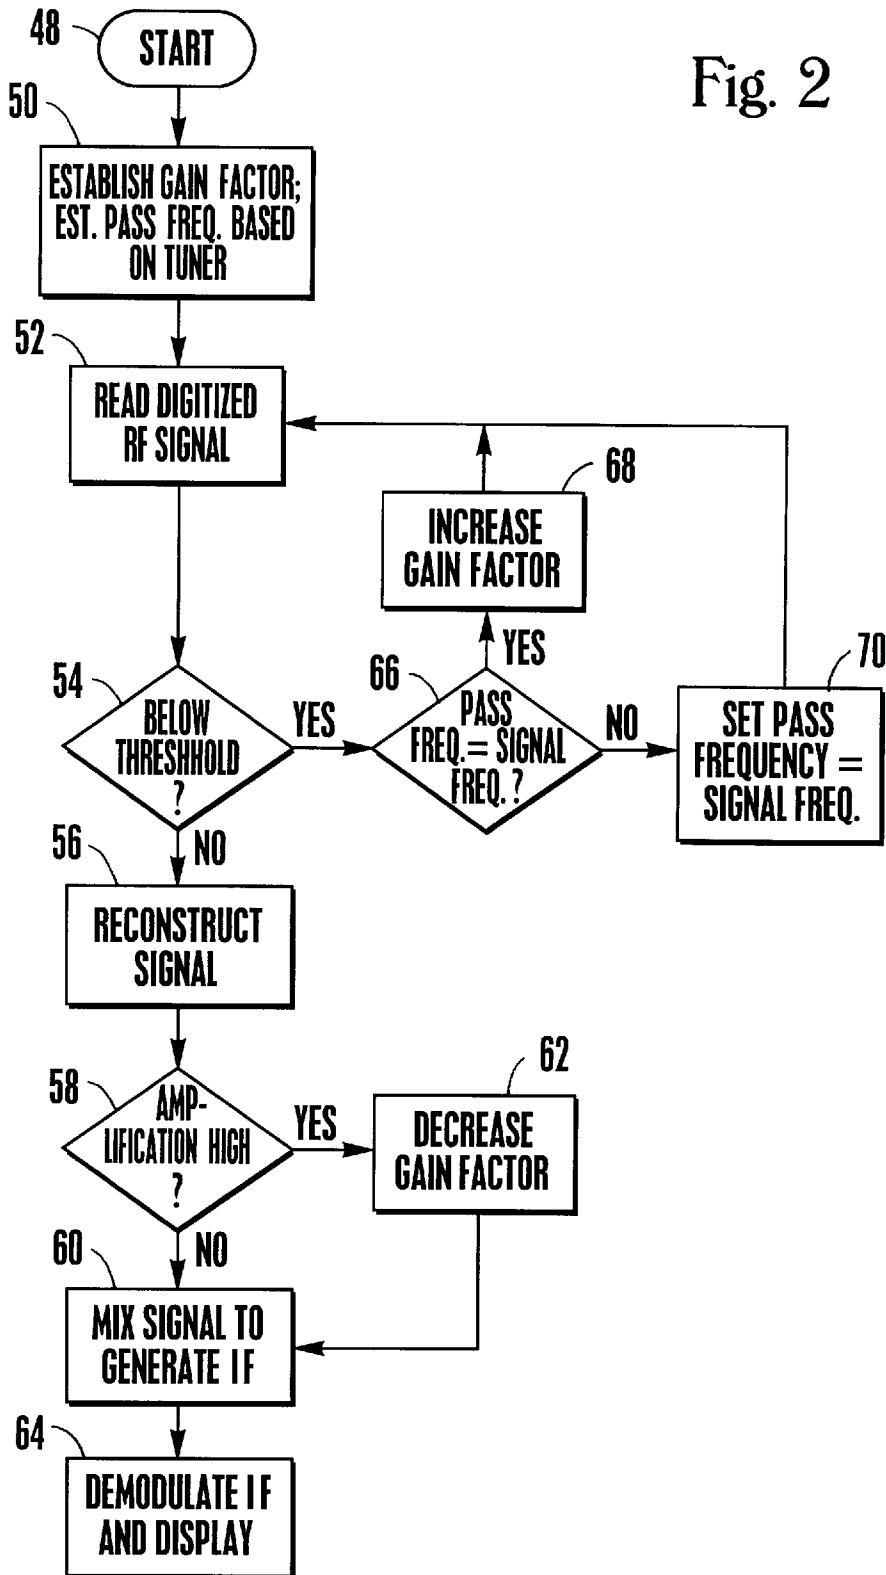 48
START
Fig. 2
50
ESTABLISH GAIN FACTOR;
EST. PASS FREQ. BASED
ON TUNER
52
READ DIGITIZED
RF SIGNAL
68
INCREASE
GAIN FACTOR
54
BELOW
THRESHHOLD
?
YES
66
YES
PASS
FREQ. = SIGNAL
FREQ. ?
NO
70
SET PASS
FREQUENCY =
SIGNAL FREQ.
NO
56
RECONSTRUCT
SIGNAL
58
AMP-
LIFICATION HIGH
?
YES
62
DECREASE
GAIN FACTOR
NO
60
MIX SIGNAL TO
GENERATE IF
64
DEMODULATE IF
AND DISPLAY